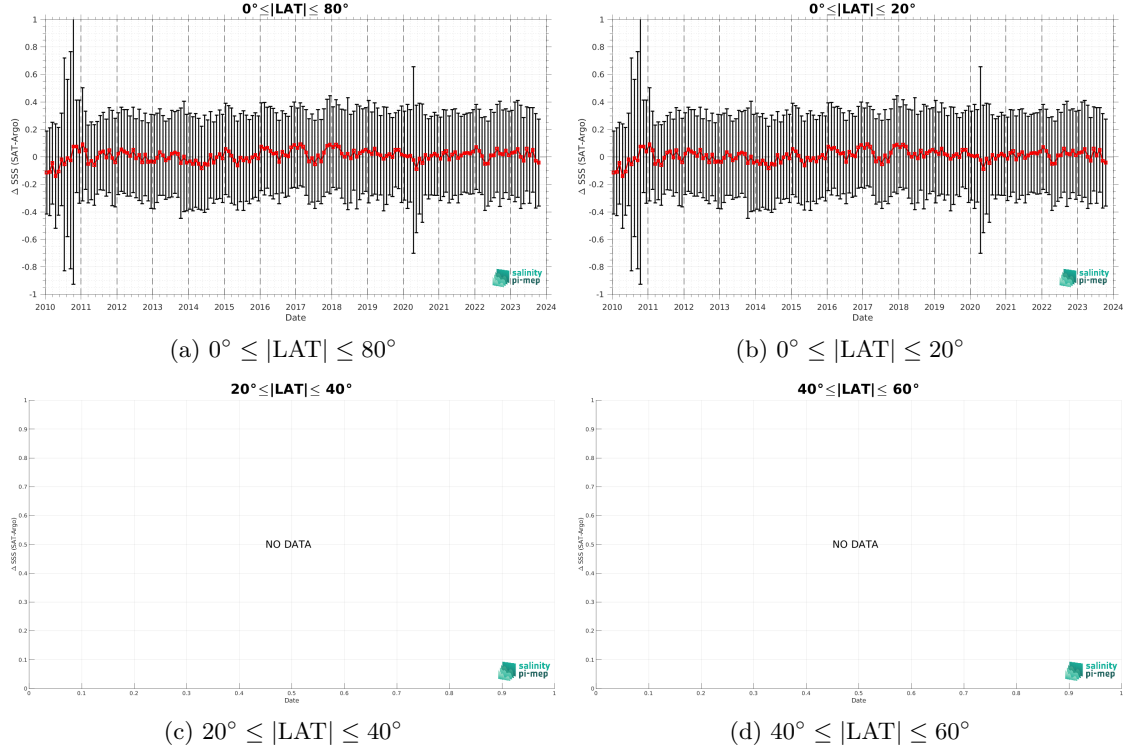 0°≤|LAT|≤ 80°
1
0.8
0.6
0.4
0.2
0
-0.2
-0.4
-0.6
-0.8
-1
Δ SSS (SAT-Argo)
2010 2011 2012 2013 2014 2015 2016 2017 2018 2019 2020 2021 2022 2023 2024
Date
salinity
pi-mep
(a) 0° ≤ |LAT| ≤ 80°
0°≤|LAT|≤ 20°
1
0.8
0.6
0.4
0.2
0
-0.2
-0.4
-0.6
-0.8
-1
Δ SSS (SAT-Argo)
2010 2011 2012 2013 2014 2015 2016 2017 2018 2019 2020 2021 2022 2023 2024
Date
salinity
pi-mep
(b) 0° ≤ |LAT| ≤ 20°
20°≤|LAT|≤ 40°
1
0.9
0.8
0.7
0.6
0.5
0.4
0.3
0.2
0.1
0
Δ SSS (SAT-Argo)
NO DATA
0 0.1 0.2 0.3 0.4 0.5 0.6 0.7 0.8 0.9 1
Date
salinity
pi-mep
(c) 20° ≤ |LAT| ≤ 40°
40°≤|LAT|≤ 60°
1
0.9
0.8
0.7
0.6
0.5
0.4
0.3
0.2
0.1
0
Δ SSS (SAT-Argo)
NO DATA
0 0.1 0.2 0.3 0.4 0.5 0.6 0.7 0.8 0.9 1
Date
salinity
pi-mep
(d) 40° ≤ |LAT| ≤ 60°